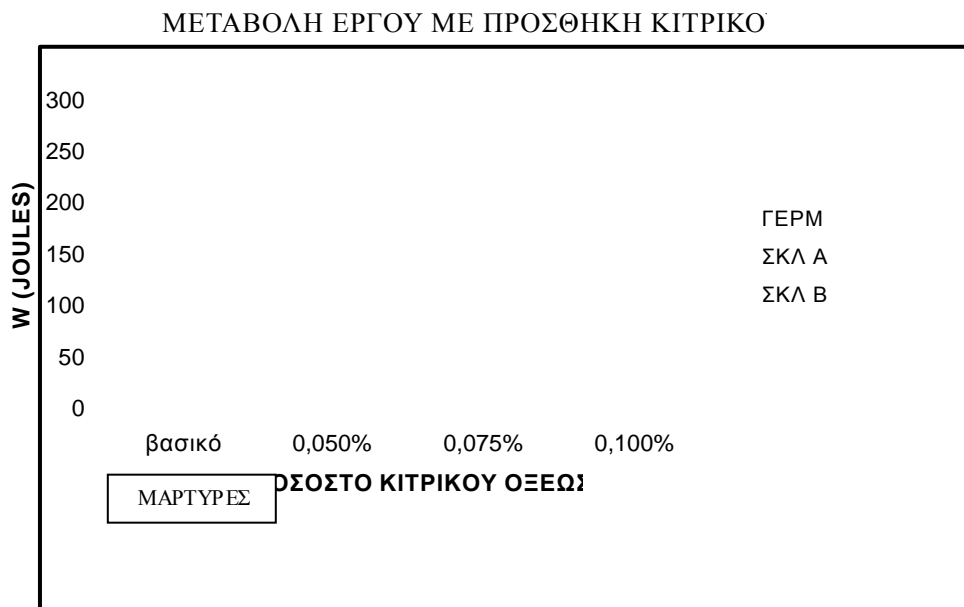 ΜΕΤΑΒΟΛΗ ΕΡΓΟΥ ΜΕ ΠΡΟΣΘΗΚΗ ΚΙΤΡΙΚΟ
W (JOULES)
300
250
200
150
100
50
0
βασικό 0,050% 0,075% 0,100%
ΟΣΟΣΤΟ ΚΙΤΡΙΚΟΥ ΟΞΕΩΣ
ΜΑΡΤΥΡΕΣ
ΓΕΡΜ
ΣΚΛ Α
ΣΚΛ Β